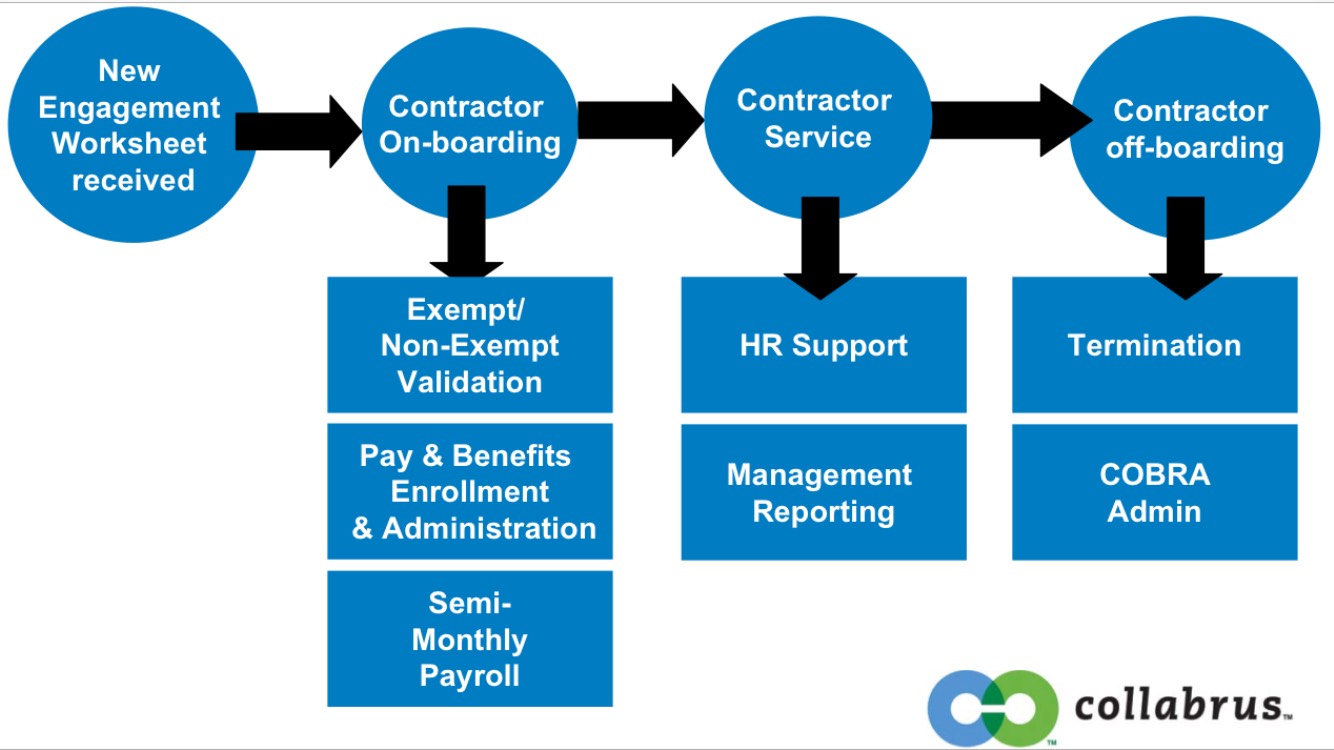 New
Engagement
Worksheet
received
Contractor
On-boarding
Contractor
Service
Contractor
off-boarding
Exempt/
Non-Exempt
Validation
Pay & Benefits
Enrollment
& Administration
Semi-
Monthly
Payroll
HR Support
Management
Reporting
Termination
COBRA
Admin
collabrus™
™